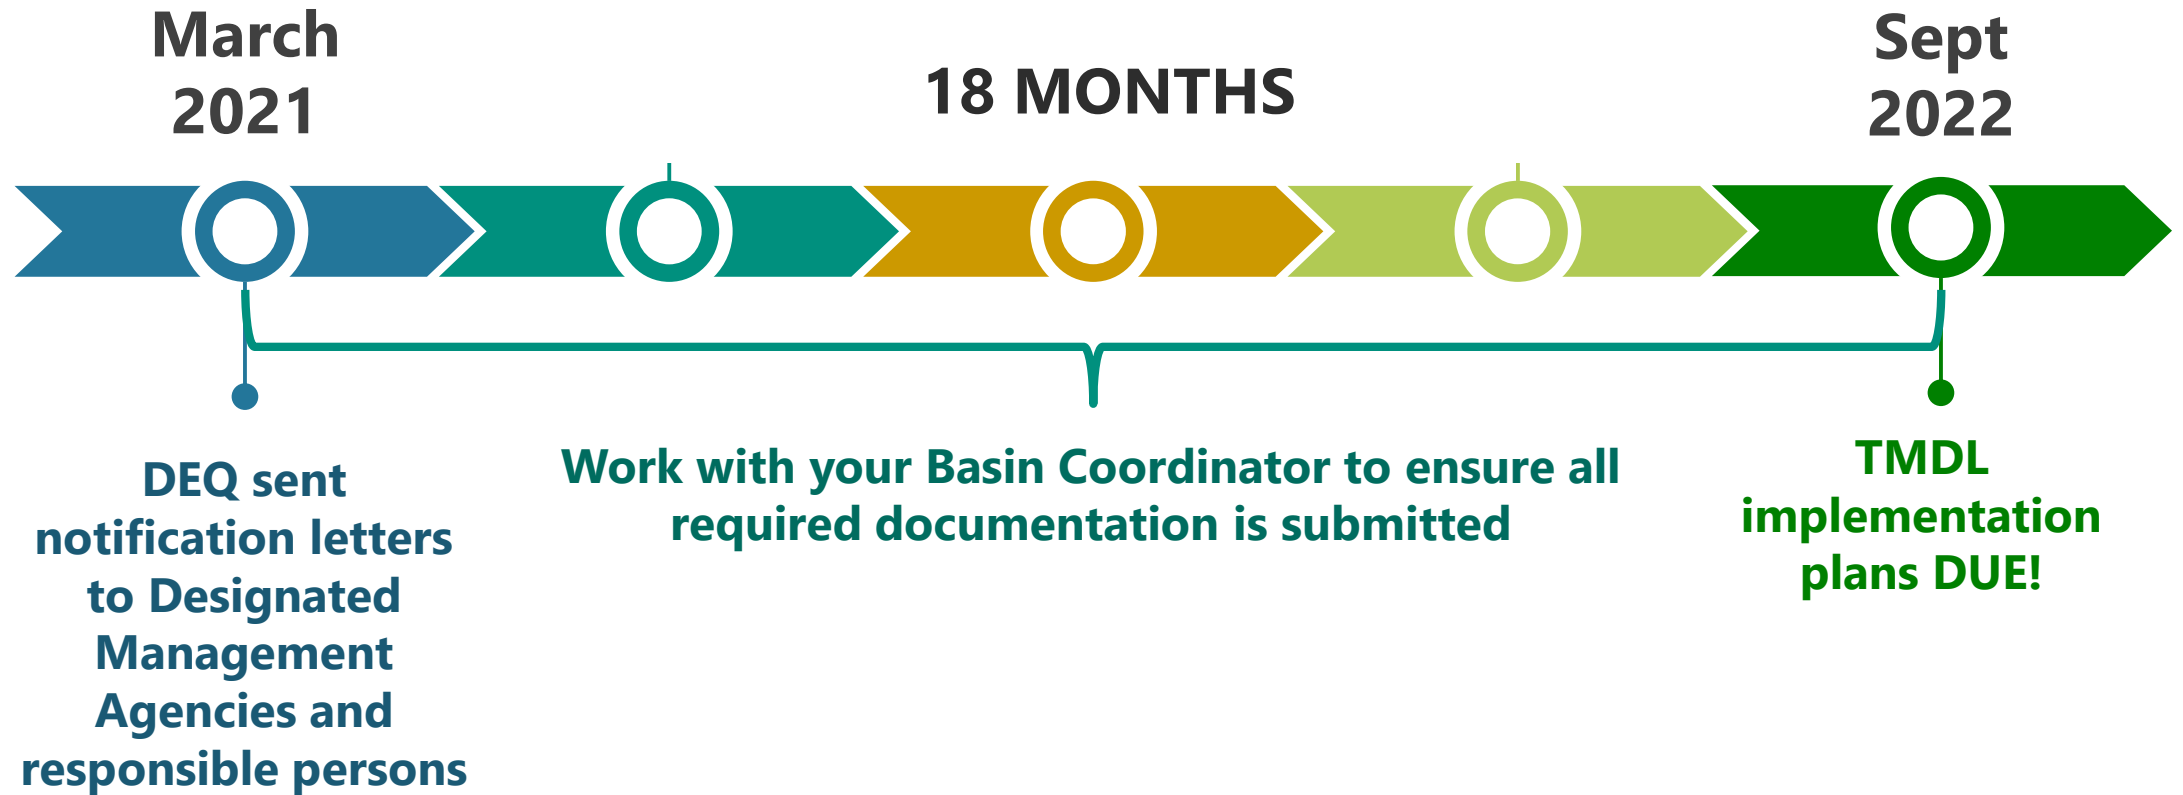 March
2021
18 MONTHS
Sept
2022
DEQ sent
notification letters
to Designated
Management
Agencies and
responsible persons
Work with your Basin Coordinator to ensure all
required documentation is submitted
TMDL
implementation
plans DUE!